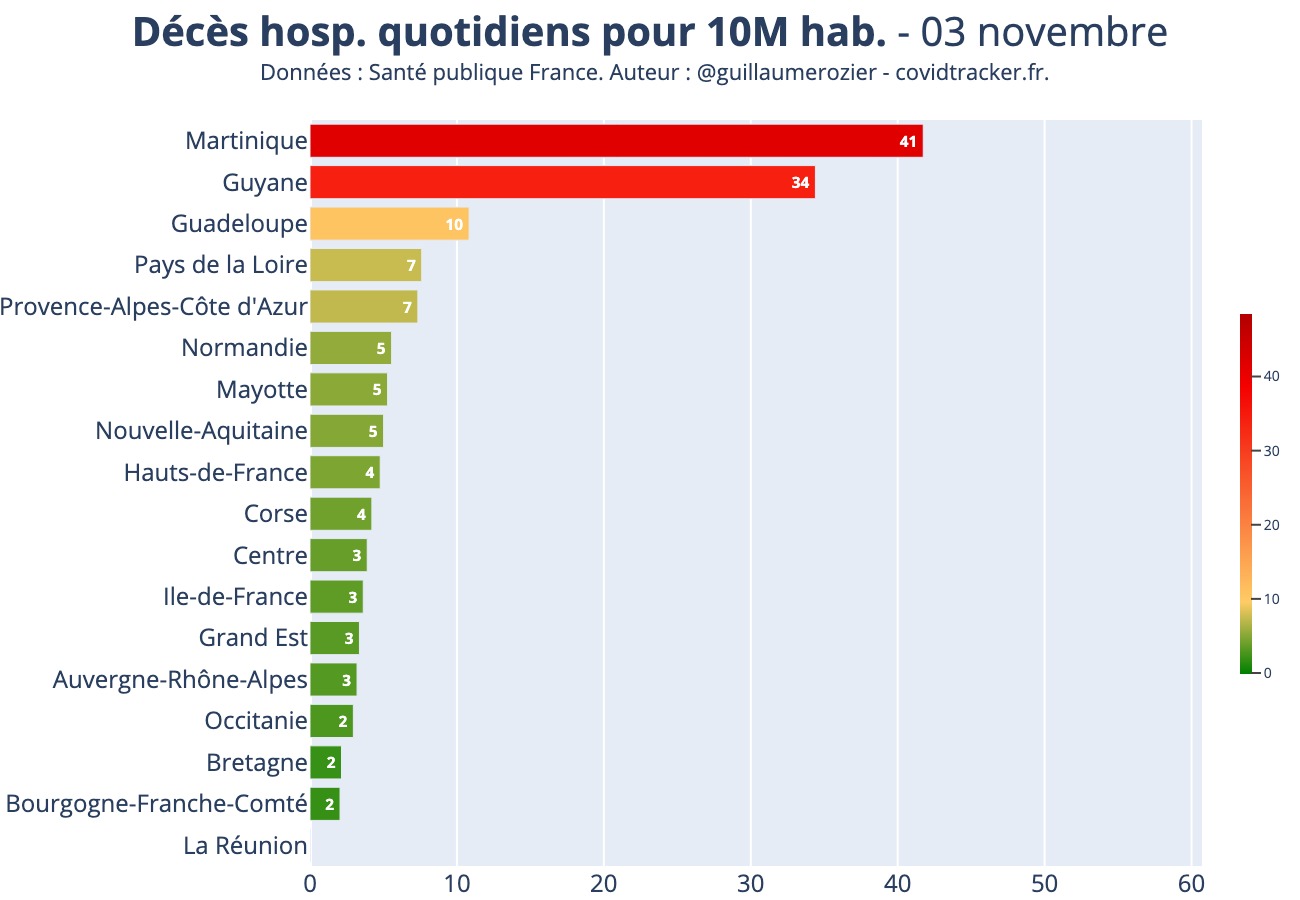 Décès hosp. quotidiens pour 10M hab. - 03 novembre
Données : Santé publique France. Auteur : @guillaumerozier - covidtracker.fr.
Martinique 41
Guyane 34
Guadeloupe 10
Pays de la Loire 7
Provence-Alpes-Côte d'Azur 7
Normandie 5
Mayotte 5
Nouvelle-Aquitaine 5
Hauts-de-France 4
Corse 4
Centre 3
Ile-de-France 3
Grand Est 3
Auvergne-Rhône-Alpes 3
Occitanie 2
Bretagne 2
Bourgogne-Franche-Comté 2
La Réunion
0 10 20 30 40 50 60
40
30
20
10
0